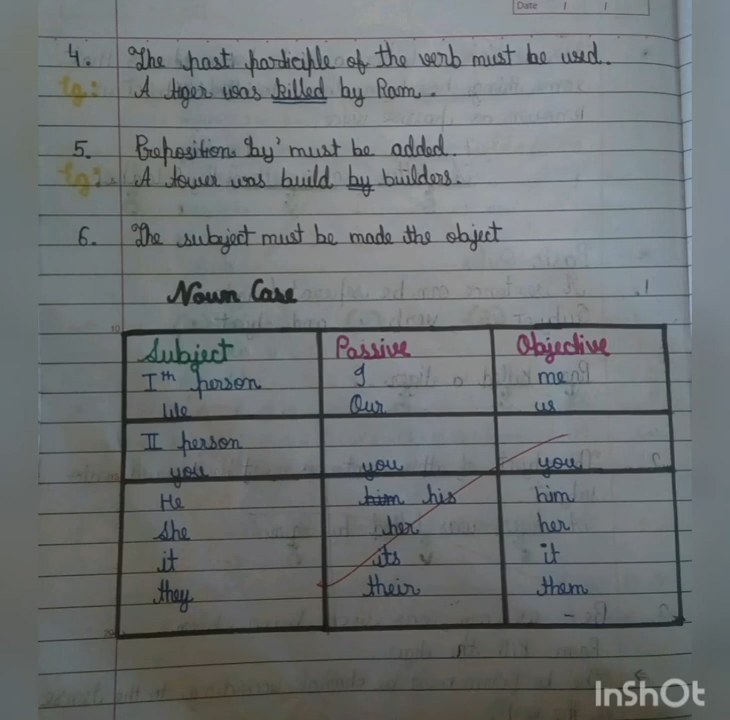 Date / /
4. The past participle of the verb must be used.
Eg: A tiger was killed by Ram.
5. Preposition 'by' must be added.
Eg: A tower was build by builders.
6. The subject must be made the object
Noun Case
Subject Passive Objective
Ith person I me
We Our us
II person
you you you
He him his him
She her her
it its it
they their them
InShOt